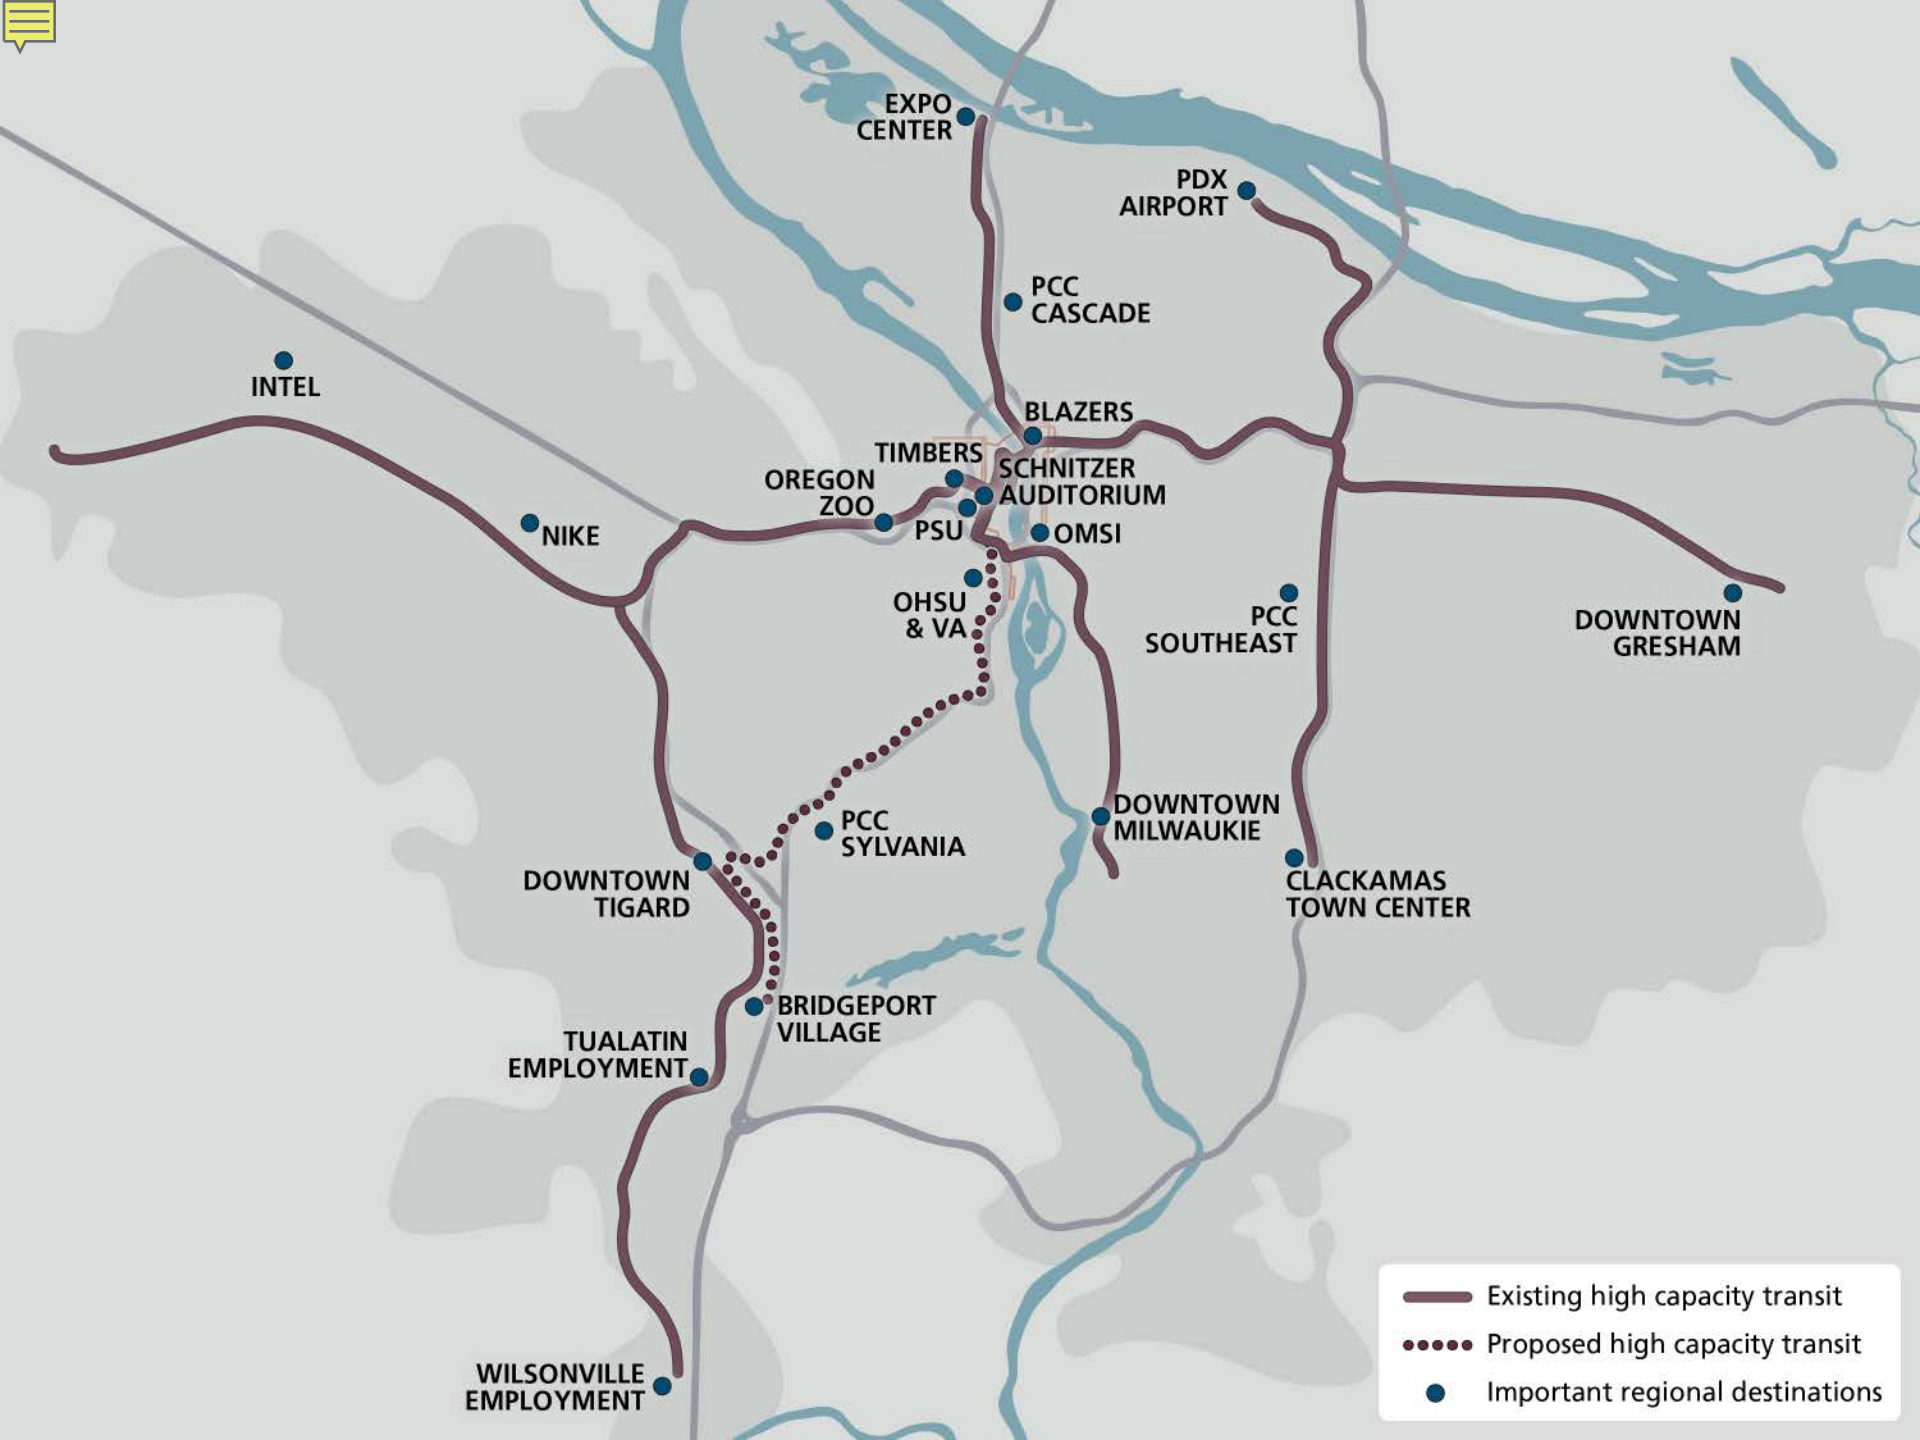 EXPO
CENTER
PDX
AIRPORT
PCC
CASCADE
INTEL
BLAZERS
TIMBERS
SCHNITZER
AUDITORIUM
OREGON
ZOO
PSU
OMSI
NIKE
OHSU
& VA
PCC
SOUTHEAST
DOWNTOWN
GRESHAM
PCC
SYLVANIA
DOWNTOWN
MILWAUKIE
DOWNTOWN
TIGARD
CLACKAMAS
TOWN CENTER
BRIDGEPORT
VILLAGE
TUALATIN
EMPLOYMENT
WILSONVILLE
EMPLOYMENT
Existing high capacity transit
Proposed high capacity transit
Important regional destinations